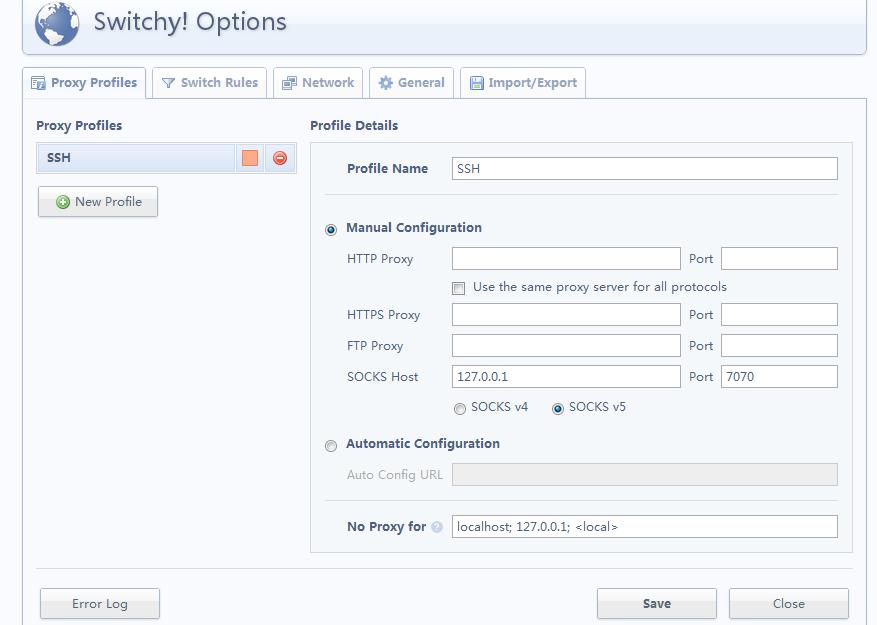 Switchy! Options
Proxy Profiles Switch Rules Network General Import/Export
Proxy Profiles
SSH
New Profile
Profile Details
Profile Name SSH
Manual Configuration
HTTP Proxy Port
Use the same proxy server for all protocols
HTTPS Proxy Port
FTP Proxy Port
SOCKS Host 127.0.0.1 Port 7070
SOCKS v4 SOCKS v5
Automatic Configuration
Auto Config URL
No Proxy for ? localhost; 127.0.0.1; <local>
Error Log Save Close